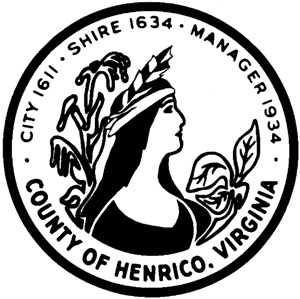 · CITY 1611 · SHIRE 1634 · MANAGER 1934 ·
COUNTY OF HENRICO, VIRGINIA